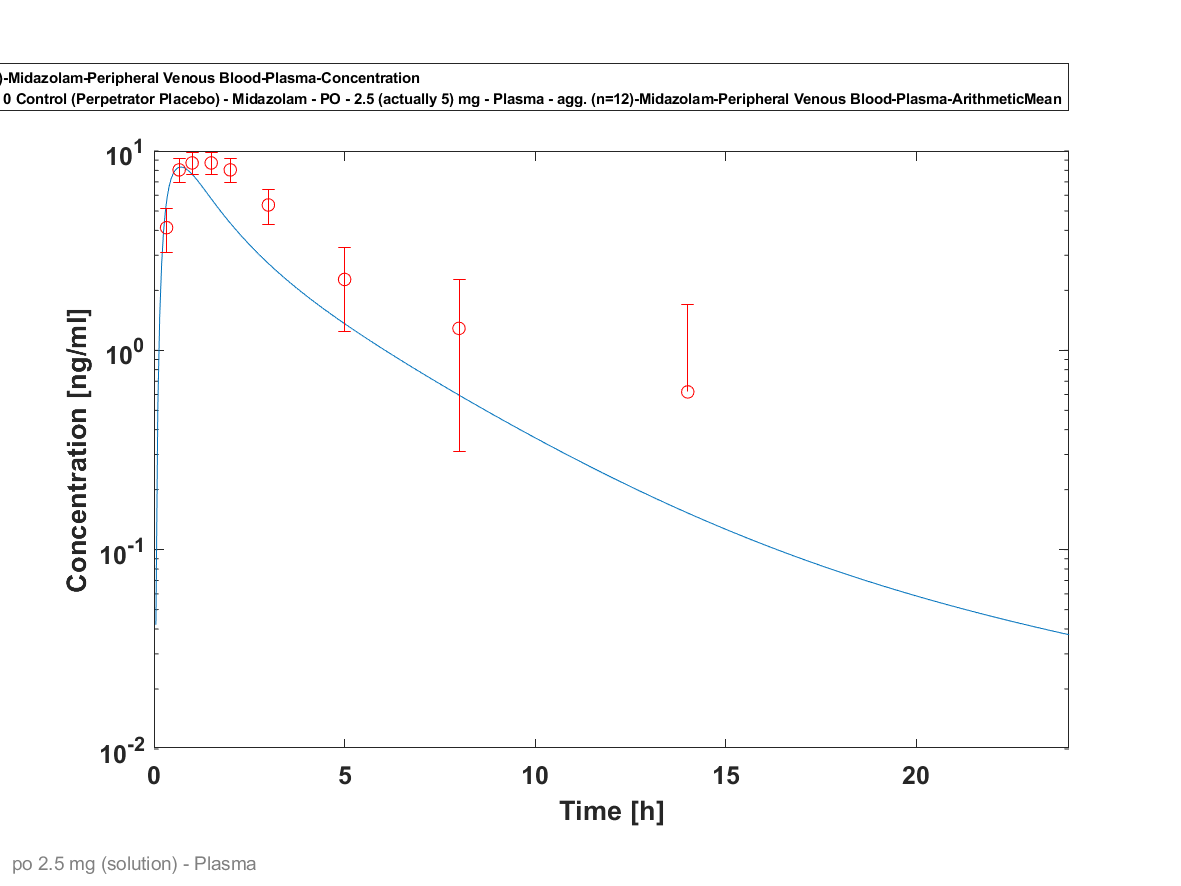 )-Midazolam-Peripheral Venous Blood-Plasma-Concentration
0 Control (Perpetrator Placebo) - Midazolam - PO - 2.5 (actually 5) mg - Plasma - agg. (n=12)-Midazolam-Peripheral Venous Blood-Plasma-ArithmeticMean
10^1
10^0
10^-1
10^-2
Concentration [ng/ml]
0 5 10 15 20
Time [h]
po 2.5 mg (solution) - Plasma